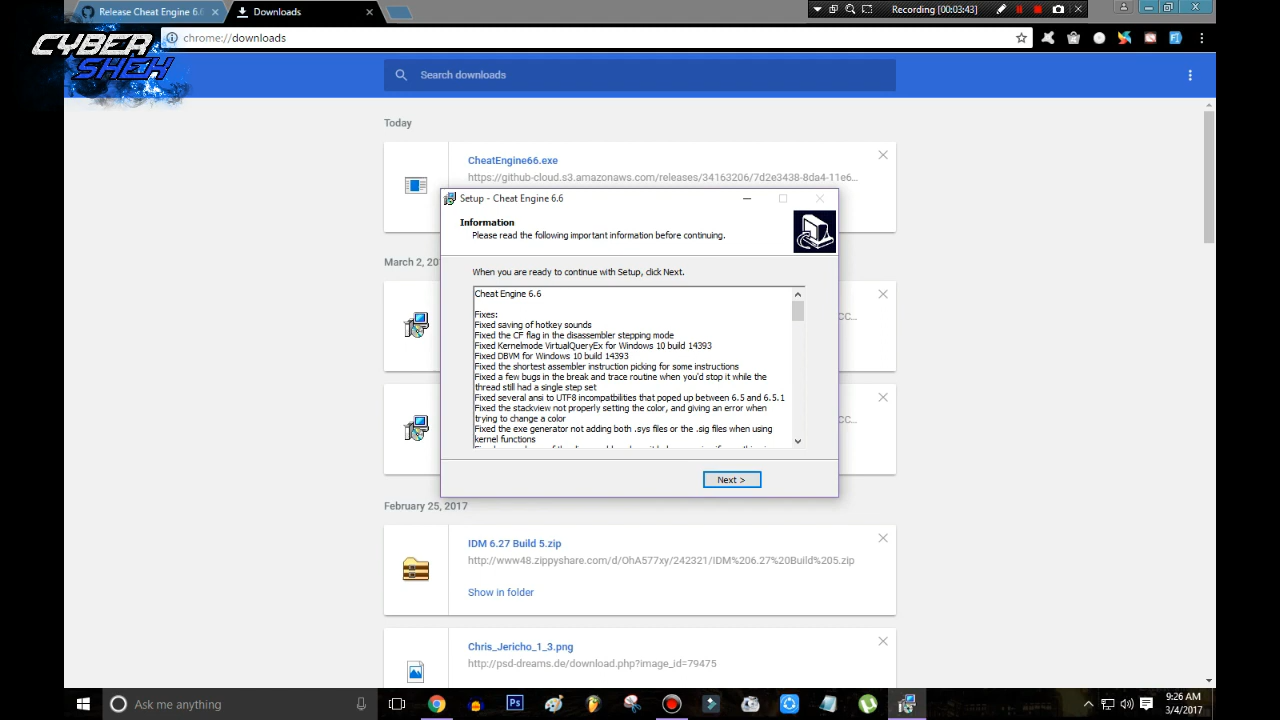 Release Cheat Engine 6.6
Downloads
Recording [00:03:43]
CYBER
SHEH
chrome://downloads
Search downloads
Today
CheatEngine66.exe
https://github-cloud.s3.amazonaws.com/releases/34163206/7d2e3438-8da4-11e6...
Setup - Cheat Engine 6.6
Information
Please read the following important information before continuing.
March 2, 20
When you are ready to continue with Setup, click Next.
Cheat Engine 6.6
Fixes:
Fixed saving of hotkey sounds
Fixed the CF flag in the disassembler stepping mode
Fixed Kernelmode VirtualQueryEx for Windows 10 build 14393
Fixed DBVM for Windows 10 build 14393
Fixed the shortest assembler instruction picking for some instructions
Fixed a few bugs in the break and trace routine when you'd stop it while the
thread still had a single step set
Fixed several ansi to UTF8 incompatbilities that poped up between 6.5 and 6.5.1
Fixed the stackview not properly setting the color, and giving an error when
trying to change a color
Fixed the exe generator not adding both .sys files or the .sig files when using
kernel functions
CC...
CC...
Next >
February 25, 2017
IDM 6.27 Build 5.zip
http://www48.zippyshare.com/d/OhA577xy/242321/IDM%206.27%20Build%205.zip
Show in folder
Chris_Jericho_1_3.png
http://psd-dreams.de/download.php?image_id=79475
Ask me anything
Ps
9:26 AM
3/4/2017